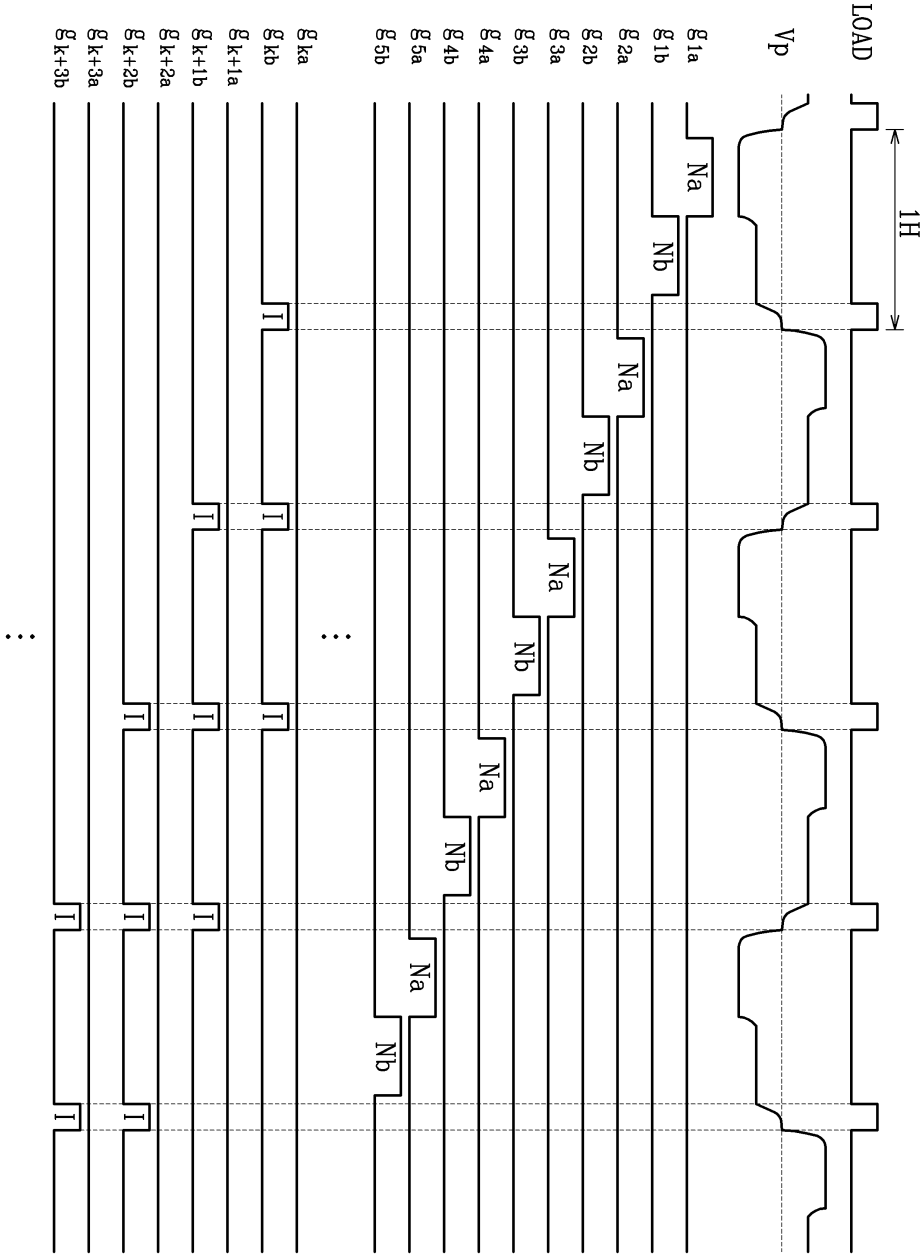 1H
LOAD
Vp
g1a
Na
g1b
Nb
g2a
Na
g2b
Nb
g3a
Na
g3b
Nb
g4a
Na
g4b
Nb
g5a
Na
g5b
Nb
gka
gkb I I I
gk+1a
gk+1b I I I
gk+2a
gk+2b I I I
gk+3a
gk+3b I I